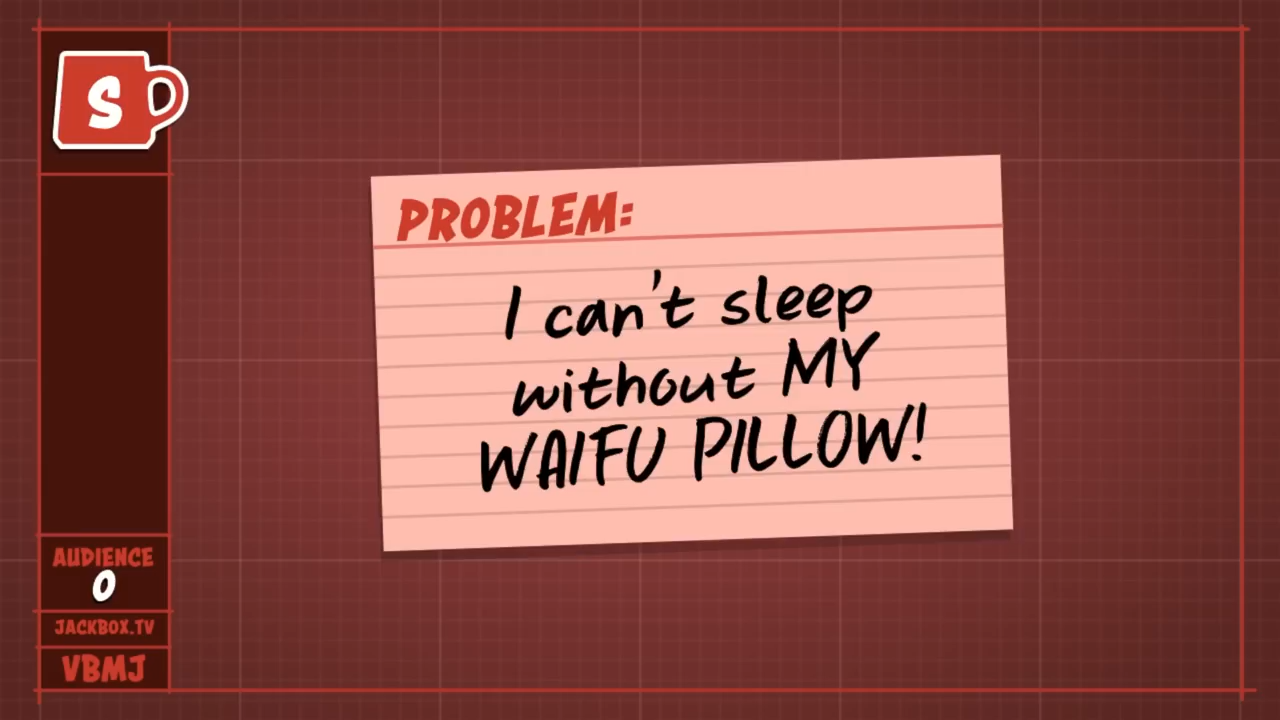 S
PROBLEM:
I can't sleep
without MY
WAIFU PILLOW!
AUDIENCE
0
JACKBOX.TV
VBMJ